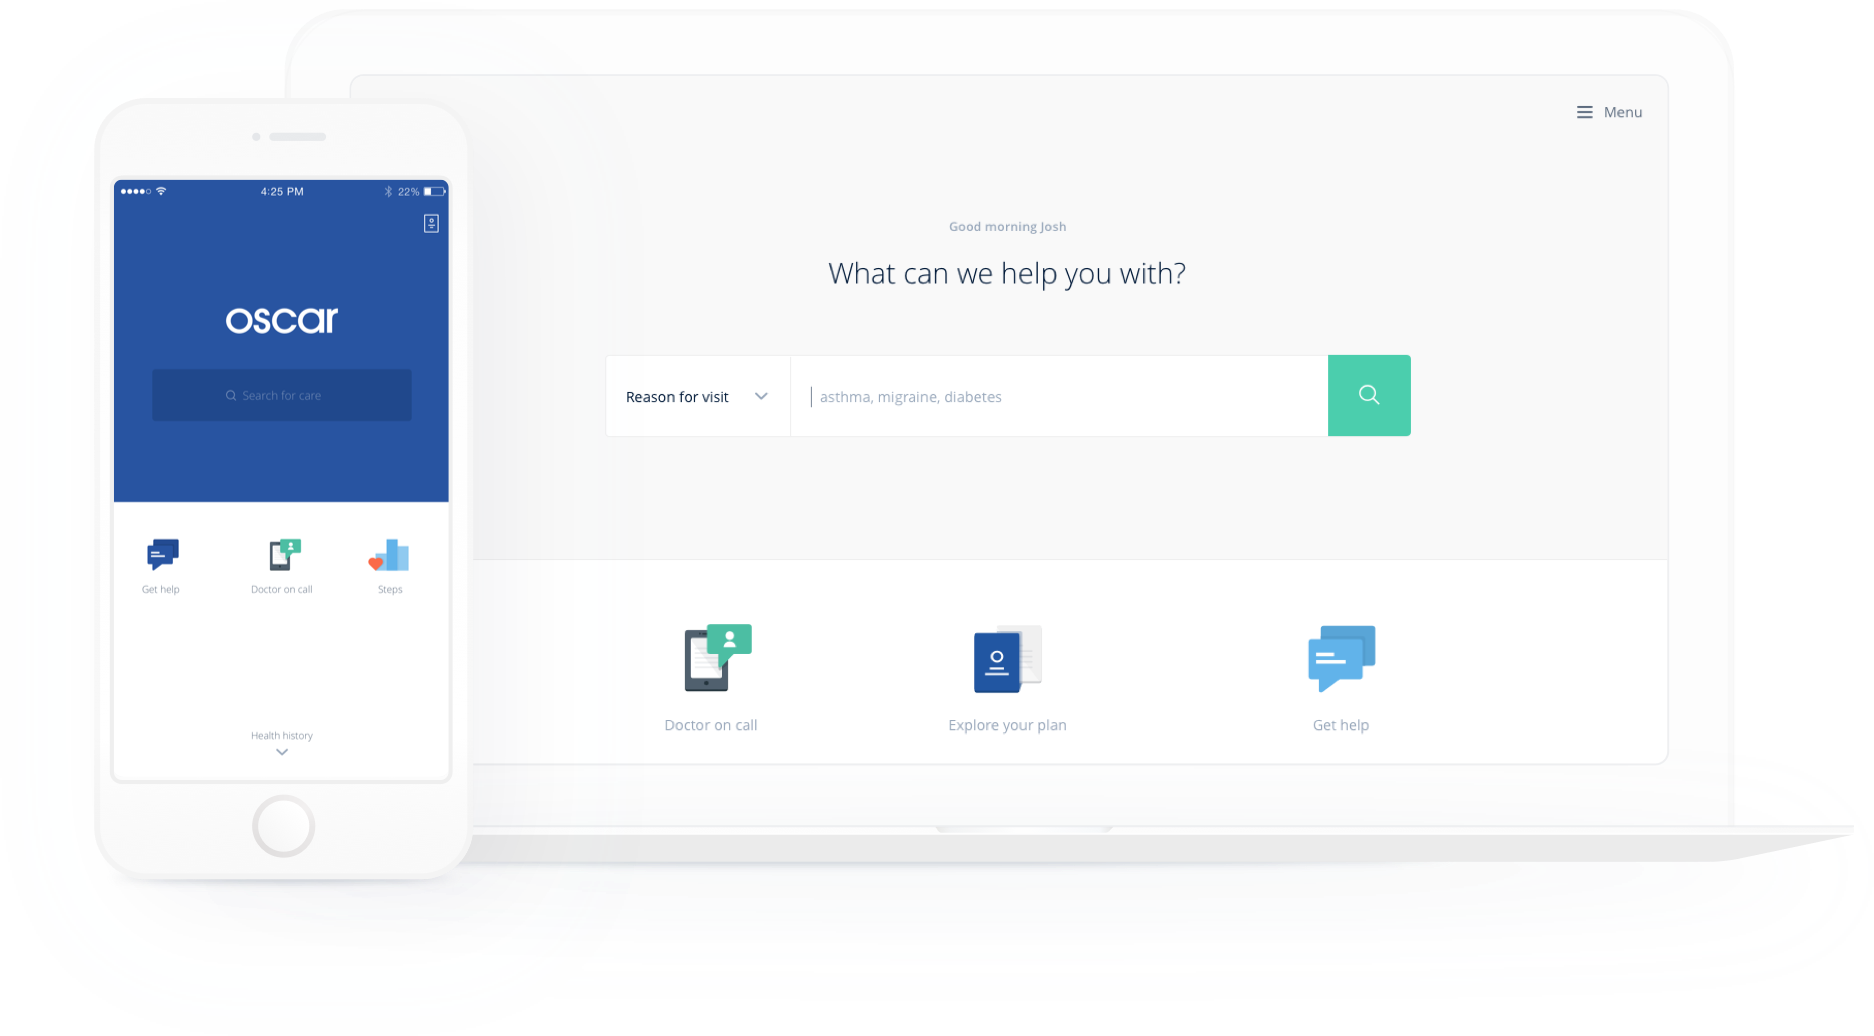 4:25 PM
22%
oscar
Search for care
Get help
Doctor on call
Steps
Health history
Menu
Good morning Josh
What can we help you with?
Reason for visit
asthma, migraine, diabetes
Doctor on call
Explore your plan
Get help